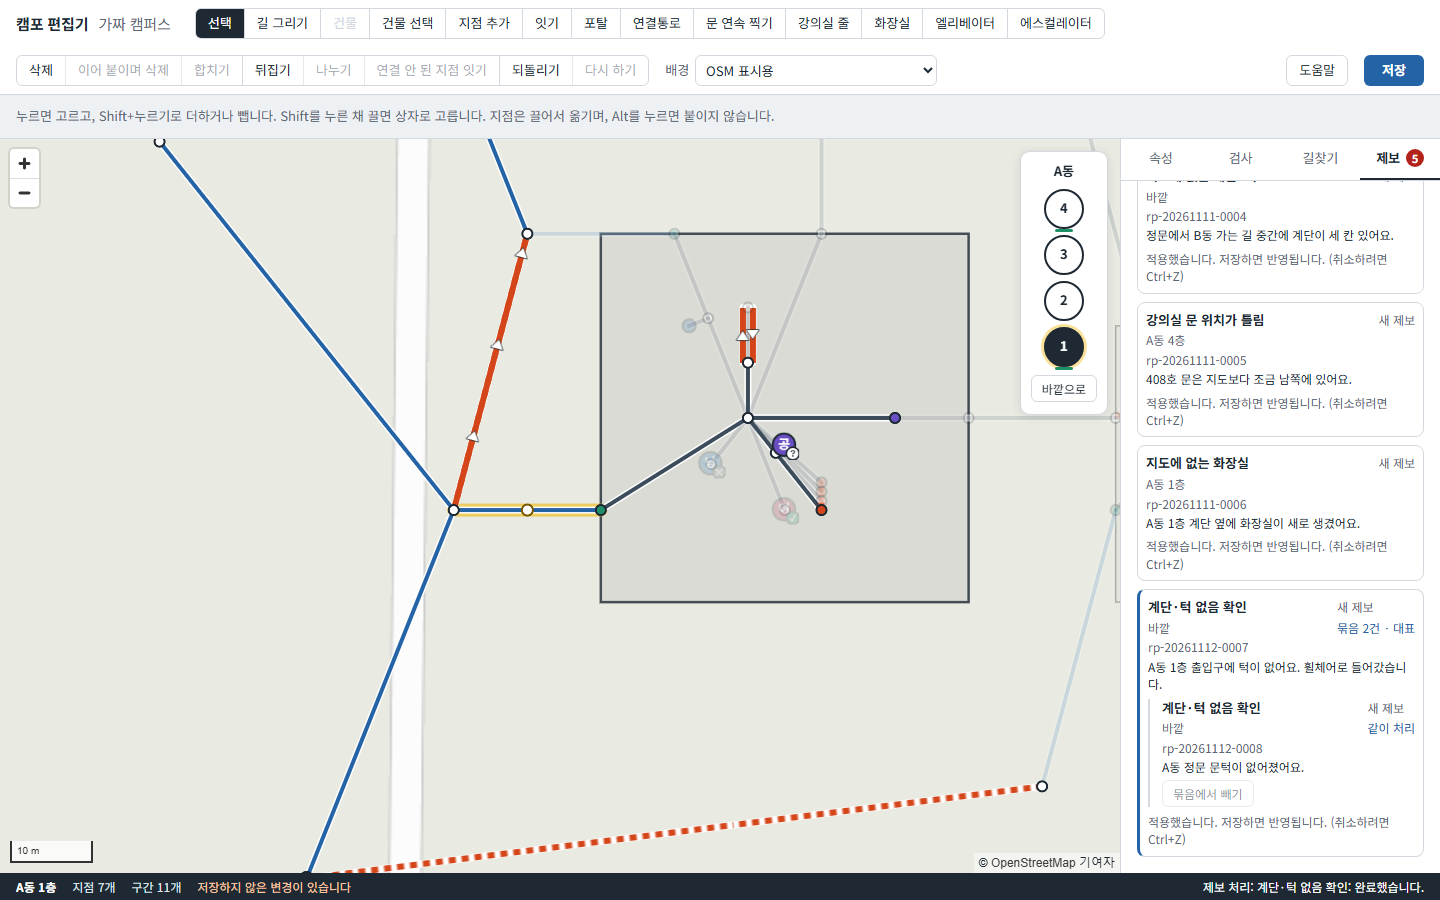 캠포 편집기 가짜 캠퍼스 선택 길 그리기 건물 건물 선택 지점 추가 잇기 포탈 연결통로 문 연속 찍기 강의실 줄 화장실 엘리베이터 에스컬레이터
삭제 이어 붙이며 삭제 합치기 뒤집기 나누기 연결 안 된 지점 잇기 되돌리기 다시 하기 배경 OSM 표시용 도움말 저장
누르면 고르고, Shift+누르기로 더하거나 뺍니다. Shift를 누른 채 끌면 상자로 고릅니다. 지점은 끌어서 옮기며, Alt를 누르면 붙이지 않습니다.
+
−
A동
4
3
2
1
바깥으로
공
?
10 m
© OpenStreetMap 기여자
속성 검사 길찾기 제보 5
바깥
rp-20261111-0004
정문에서 B동 가는 길 중간에 계단이 세 칸 있어요.
적용했습니다. 저장하면 반영됩니다. (취소하려면
Ctrl+Z)
강의실 문 위치가 틀림 새 제보
A동 4층
rp-20261111-0005
408호 문은 지도보다 조금 남쪽에 있어요.
적용했습니다. 저장하면 반영됩니다. (취소하려면
Ctrl+Z)
지도에 없는 화장실 새 제보
A동 1층
rp-20261111-0006
A동 1층 계단 옆에 화장실이 새로 생겼어요.
적용했습니다. 저장하면 반영됩니다. (취소하려면
Ctrl+Z)
계단·턱 없음 확인 새 제보
바깥 묶음 2건 · 대표
rp-20261112-0007
A동 1층 출입구에 턱이 없어요. 휠체어로 들어갔습니
다.
계단·턱 없음 확인 새 제보
바깥 같이 처리
rp-20261112-0008
A동 정문 문턱이 없어졌어요.
묶음에서 빼기
적용했습니다. 저장하면 반영됩니다. (취소하려면
Ctrl+Z)
A동 1층 지점 7개 구간 11개 저장하지 않은 변경이 있습니다 제보 처리: 계단·턱 없음 확인: 완료했습니다.